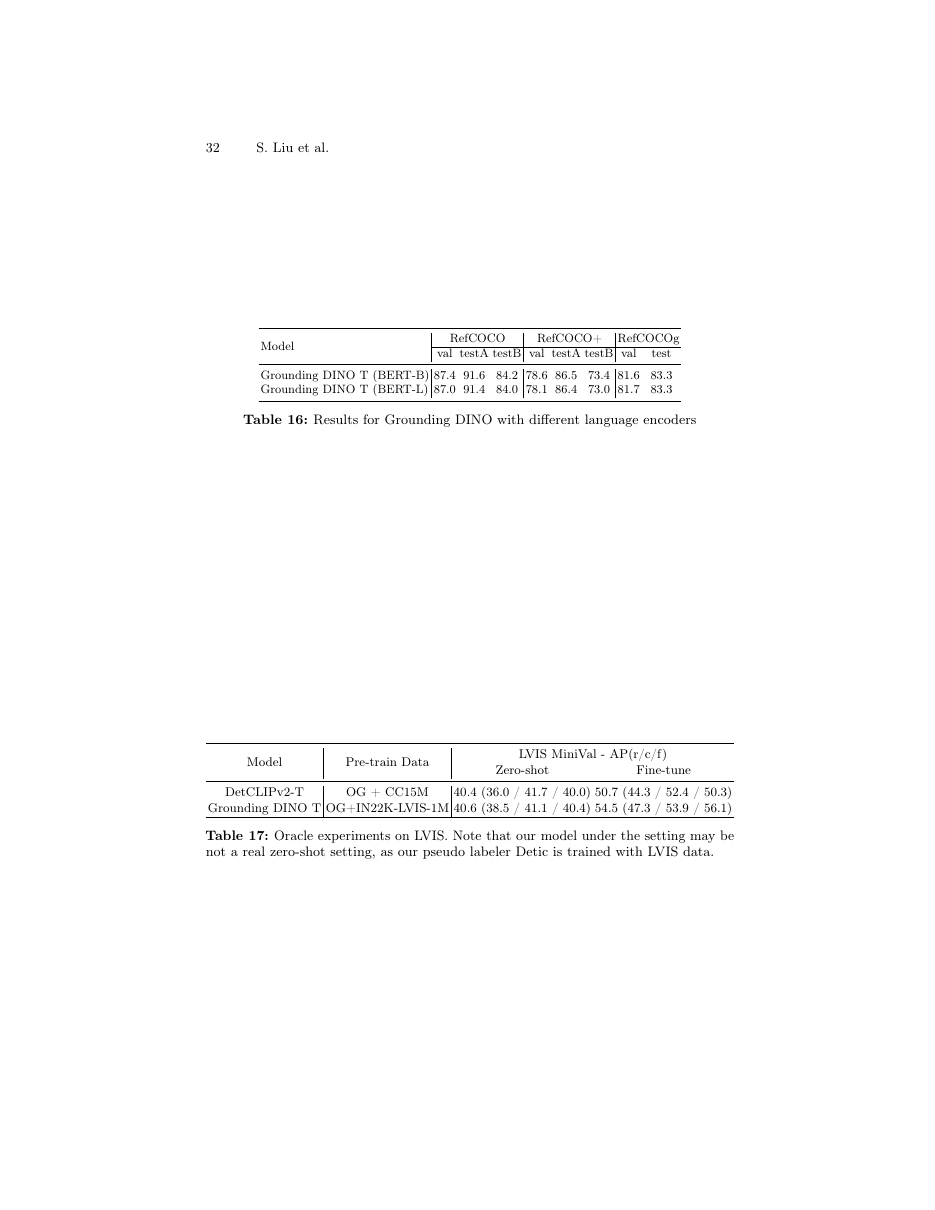 32 S. Liu et al.
Model RefCOCO RefCOCO+ RefCOCOg
val testA testB val testA testB val test
Grounding DINO T (BERT-B) 87.4 91.6 84.2 78.6 86.5 73.4 81.6 83.3
Grounding DINO T (BERT-L) 87.0 91.4 84.0 78.1 86.4 73.0 81.7 83.3
Table 16: Results for Grounding DINO with different language encoders
Model Pre-train Data LVIS MiniVal - AP(r/c/f)
Zero-shot Fine-tune
DetCLIPv2-T OG + CC15M 40.4 (36.0 / 41.7 / 40.0) 50.7 (44.3 / 52.4 / 50.3)
Grounding DINO T OG+IN22K-LVIS-1M 40.6 (38.5 / 41.1 / 40.4) 54.5 (47.3 / 53.9 / 56.1)
Table 17: Oracle experiments on LVIS. Note that our model under the setting may be
not a real zero-shot setting, as our pseudo labeler Detic is trained with LVIS data.